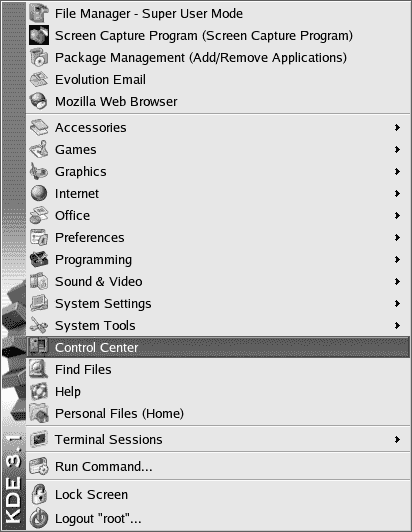 File Manager - Super User Mode
Screen Capture Program (Screen Capture Program)
Package Management (Add/Remove Applications)
Evolution Email
Mozilla Web Browser
Accessories
Games
Graphics
Internet
Office
Preferences
Programming
Sound & Video
System Settings
System Tools
Control Center
Find Files
Help
Personal Files (Home)
Terminal Sessions
Run Command...
Lock Screen
Logout "root"...
KDE 3.1